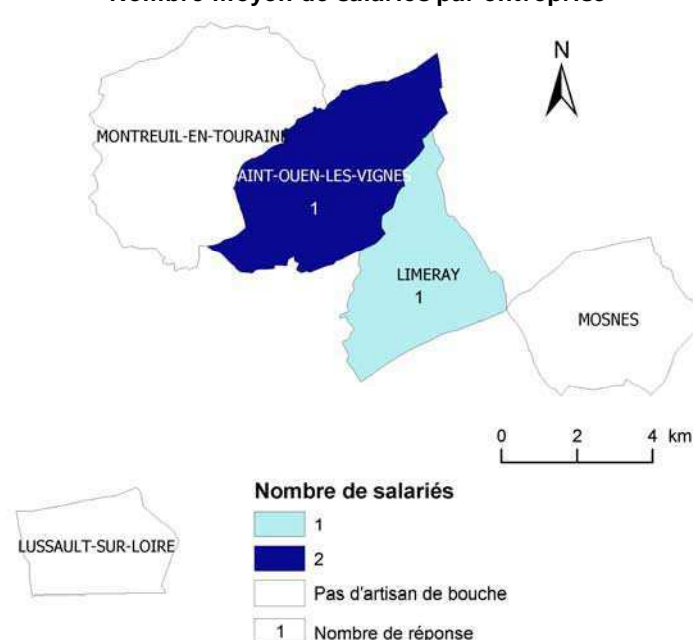 Nombre moyen de salariés par entreprise
N
MONTREUIL-EN-TOURAINE
AINT-OUEN-LES-VIGNES
1
LIMERAY
1
MOSNES
0 2 4 km
Nombre de salariés
1
2
LUSSAULT-SUR-LOIRE
Pas d'artisan de bouche
1 Nombre de réponse